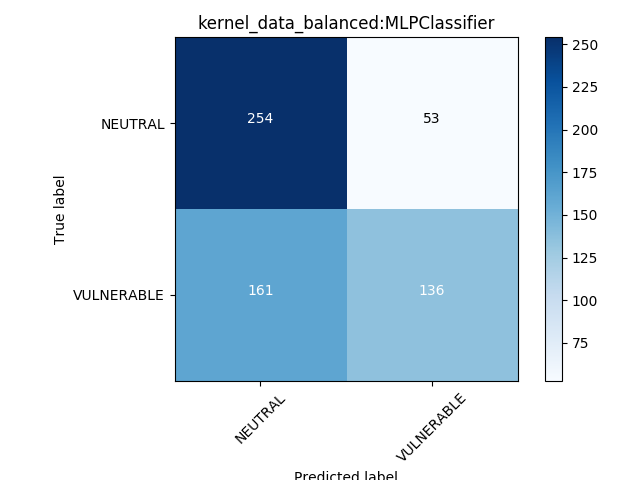 kernel_data_balanced:MLPClassifier
True label
NEUTRAL
254
53
VULNERABLE
161
136
NEUTRAL
VULNERABLE
Predicted label
250
225
200
175
150
125
100
75